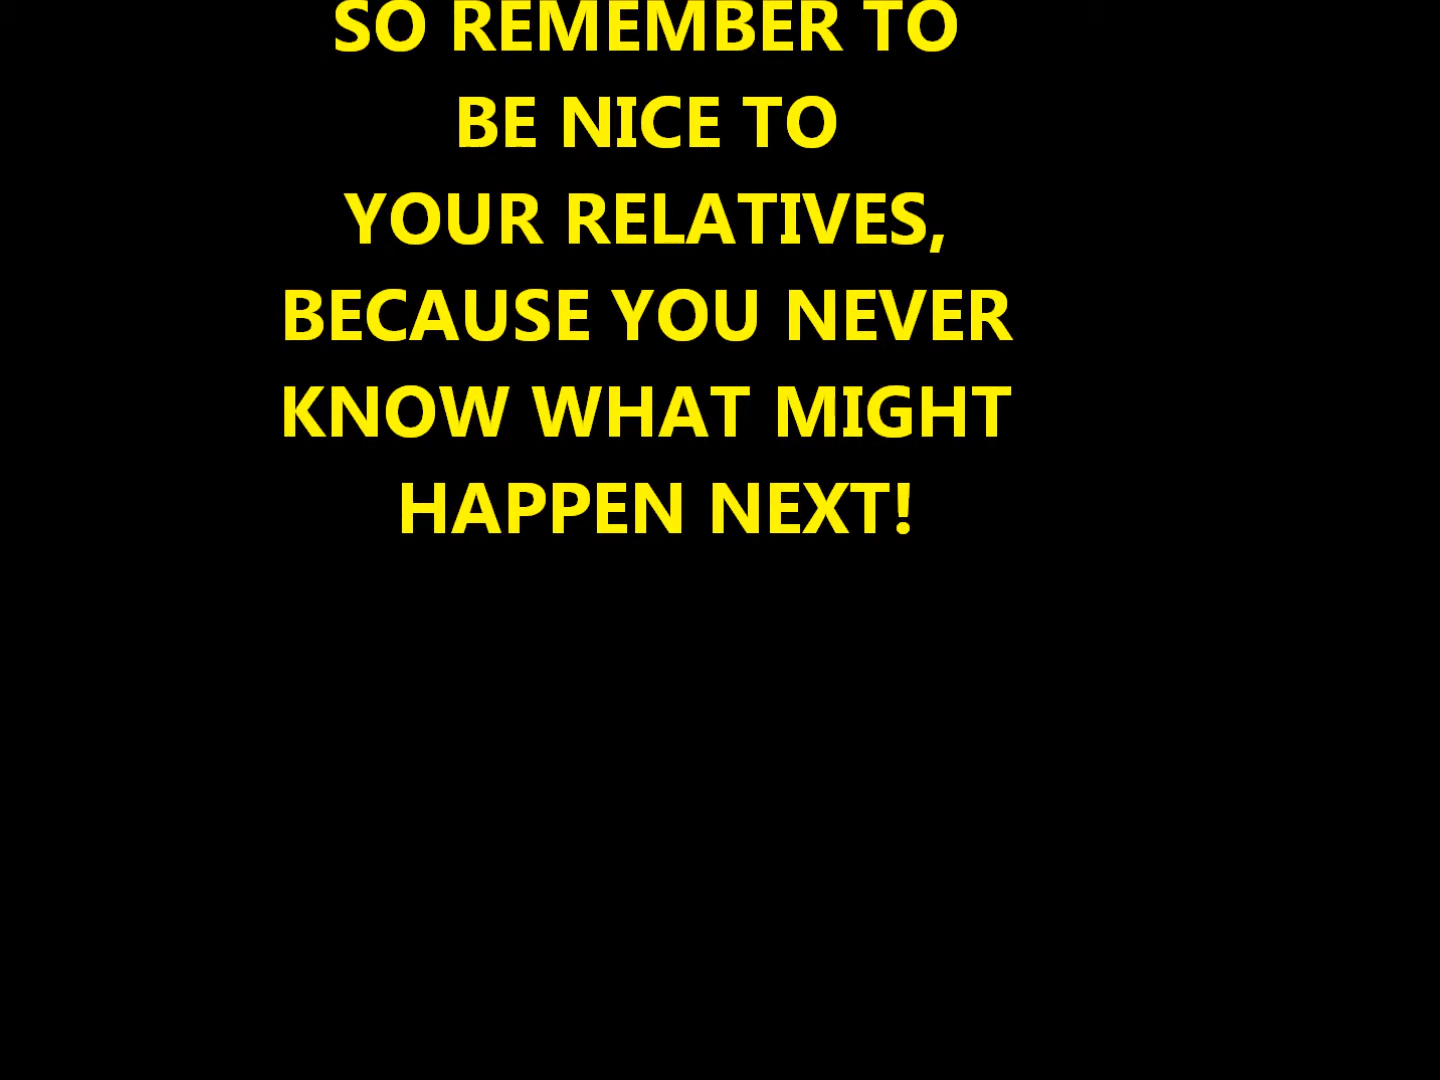 SO REMEMBER TO
BE NICE TO
YOUR RELATIVES,
BECAUSE YOU NEVER
KNOW WHAT MIGHT
HAPPEN NEXT!